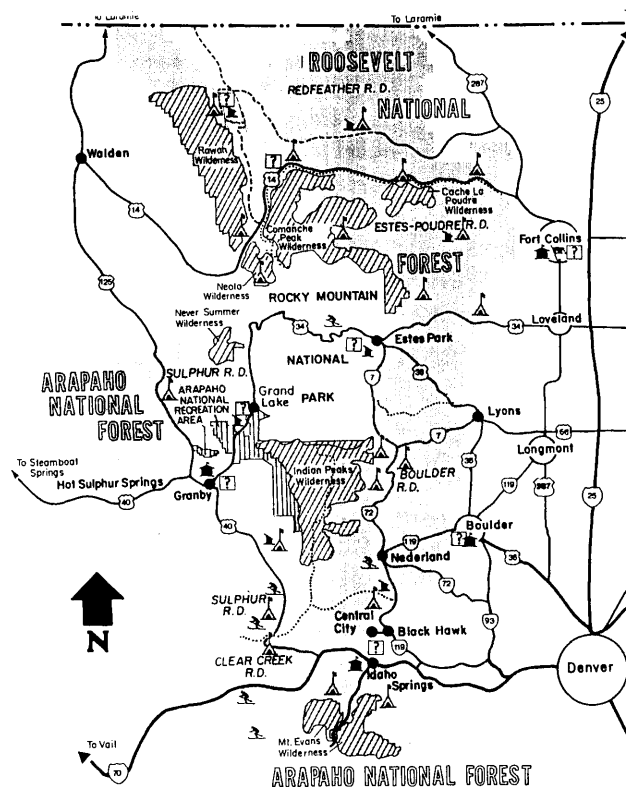 To Laramie
To Laramie
ROOSEVELT
REDFEATHER R.D.
NATIONAL
287
25
?
Rawah
Wilderness
Walden
?
14
Cache La
Poudre
Wilderness
14
Comanche
Peak
Wilderness
ESTES-POUDRE R.D.
Fort Collins
?
FOREST
125
Neota
Wilderness
ROCKY MOUNTAIN
Never Summer
Wilderness
34
Loveland
34
34
NATIONAL
?
Estes Park
SULPHUR R.D.
ARAPAHO
NATIONAL
FOREST
ARAPAHO
NATIONAL
RECREATION
AREA
Grand
Lake
?
PARK
7
36
Lyons
7
66
To Steamboat
Springs
Hot Sulphur Springs
Indian Peaks
Wilderness
BOULDER
R.D.
36
Longmont
119
287
25
40
Granby
?
40
72
Boulder
?
119
Nederland
36
72
N
SULPHUR
R.D.
Central
City
Black Hawk
93
?
119
CLEAR CREEK
R.D.
Idaho
Springs
Denver
To Vail
70
Mt. Evans
Wilderness
ARAPAHO NATIONAL FOREST